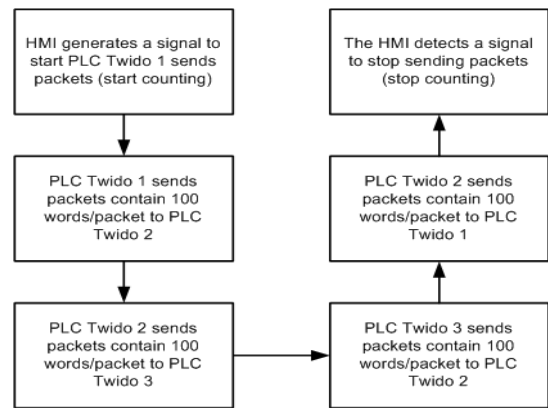 HMI generates a signal to
start PLC Twido 1 sends
packets (start counting)
PLC Twido 1 sends
packets contain 100
words/packet to PLC
Twido 2
PLC Twido 2 sends
packets contain 100
words/packet to PLC
Twido 3
PLC Twido 3 sends
packets contain 100
words/packet to PLC
Twido 2
PLC Twido 2 sends
packets contain 100
words/packet to PLC
Twido 1
The HMI detects a signal
to stop sending packets
(stop counting)